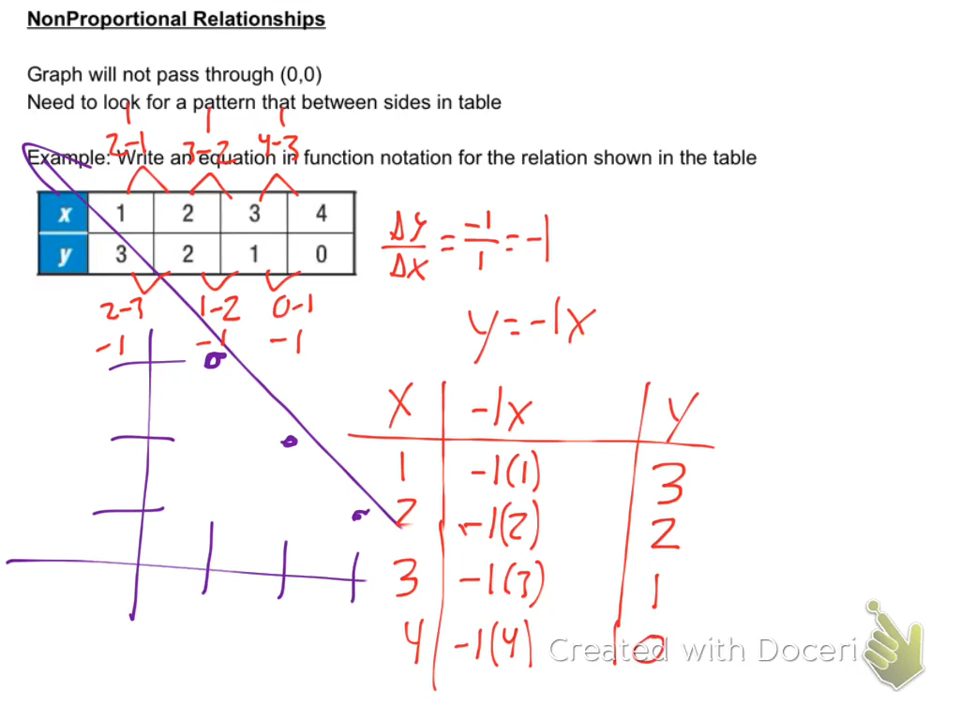 NonProportional Relationships
Graph will not pass through (0,0)
Need to look for a pattern that between sides in table
1 1 1
2-1 3-2 4-3
Example: Write an equation in function notation for the relation shown in the table
x 1 2 3 4
y 3 2 1 0
Δy/Δx = -1/1 = -1
2-3 1-2 0-1
-1 -1 -1
y = -1x
x -1x y
1 -1(1) 3
2 -1(2) 2
3 -1(3) 1
4 -1(4) 0
Created with Doceri